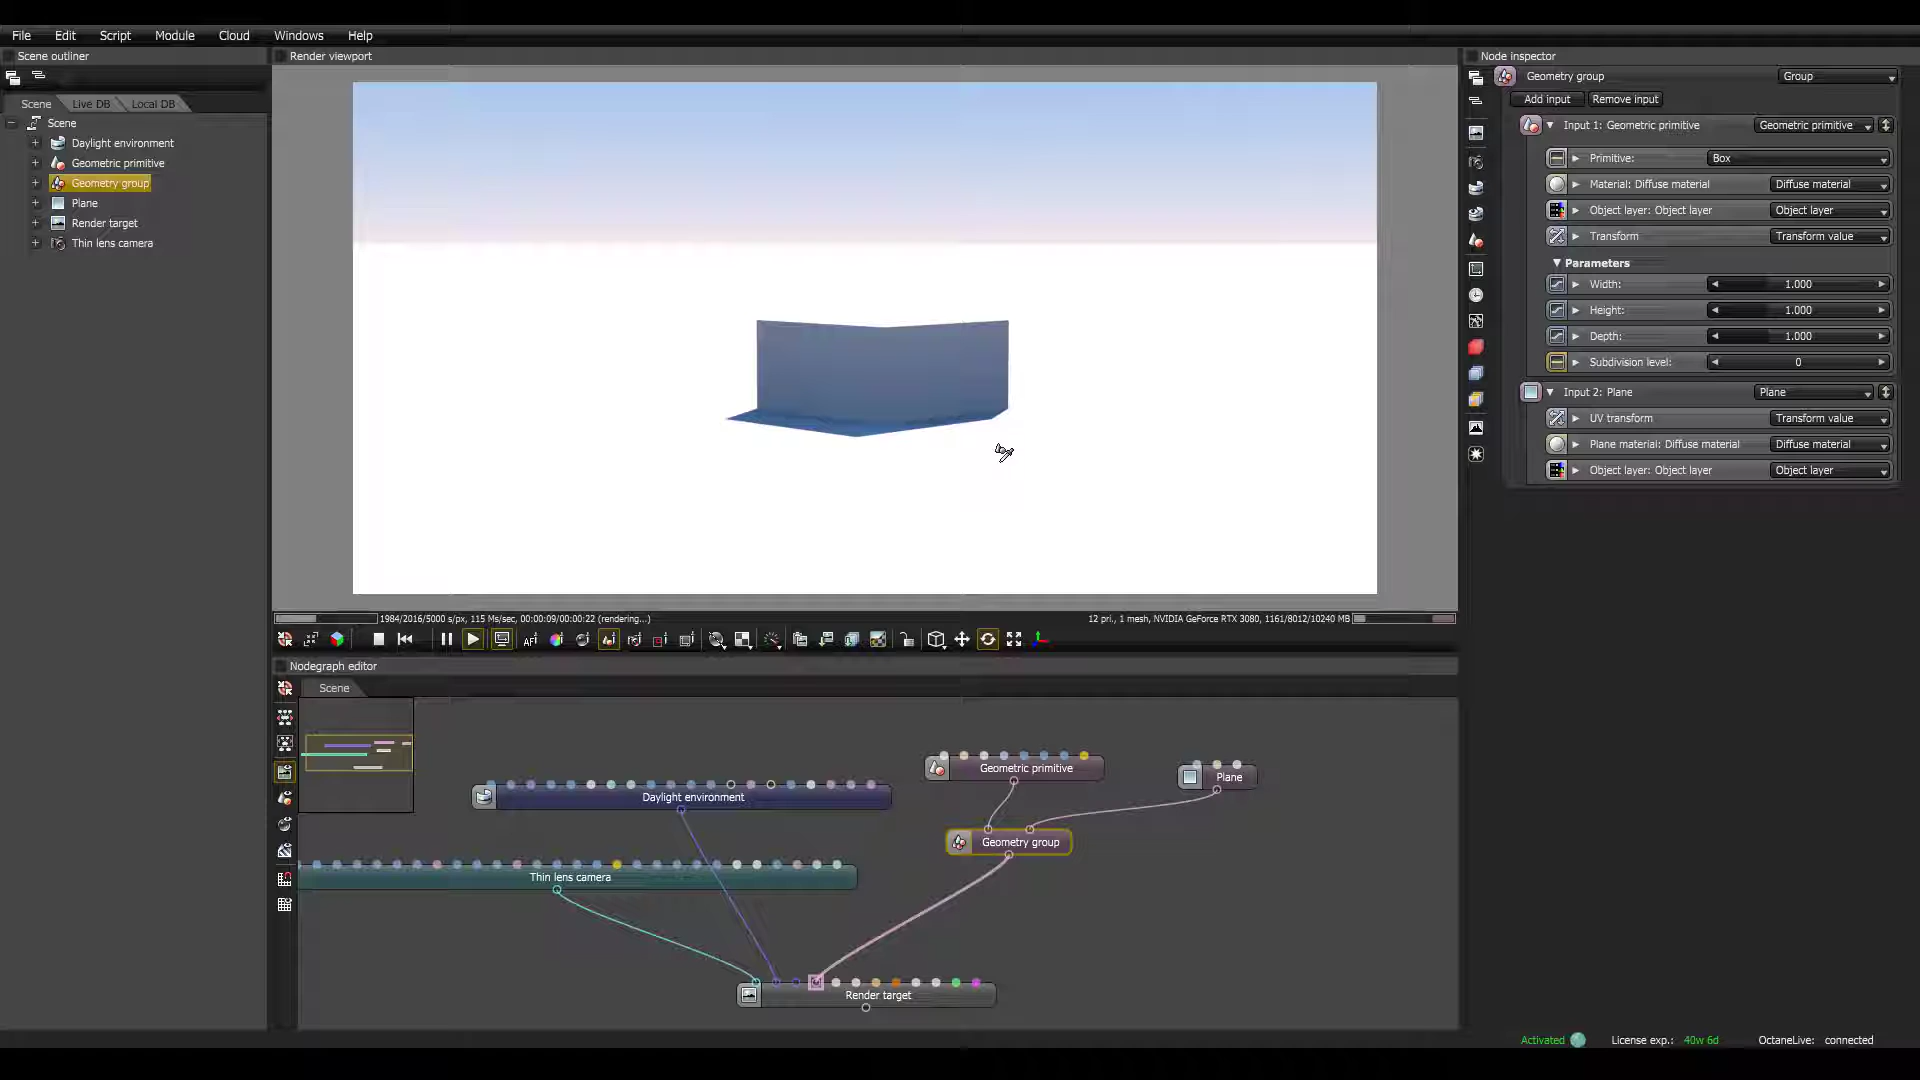 File Edit Script Module Cloud Windows Help
Scene outliner
Scene Live DB Local DB
Scene
Daylight environment
Geometric primitive
Geometry group
Plane
Render target
Thin lens camera
Render viewport
1984/2016/5000 s/px, 115 Ms/sec, 00:00:09/00:00:22 (rendering...)
12 pri., 1 mesh, NVIDIA GeForce RTX 3080, 1161/8012/10240 MB
AF
Nodegraph editor
Scene
Geometric primitive
Plane
Daylight environment
Geometry group
Thin lens camera
Render target
Node inspector
Geometry group Group
Add input Remove input
Input 1: Geometric primitive Geometric primitive
Primitive: Box
Material: Diffuse material Diffuse material
Object layer: Object layer Object layer
Transform Transform value
Parameters
Width: 1.000
Height: 1.000
Depth: 1.000
Subdivision level: 0
Input 2: Plane Plane
UV transform Transform value
Plane material: Diffuse material Diffuse material
Object layer: Object layer Object layer
Activated License exp.: 40w 6d OctaneLive: connected